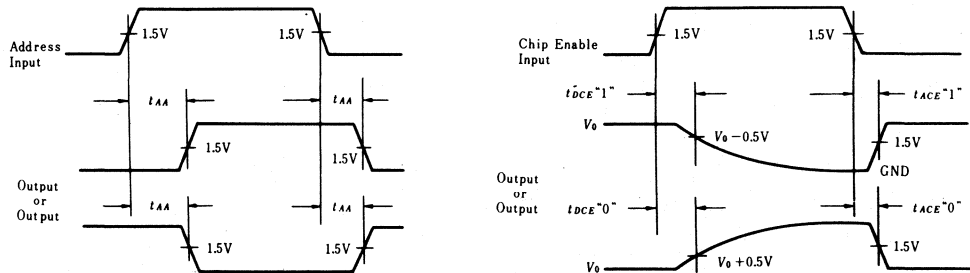 1.5V
1.5V
Address
Input
tAA
tAA
1.5V
1.5V
Output
or
Output
tAA
tAA
1.5V
1.5V
1.5V
1.5V
Chip Enable
Input
tDCE"1"
tACE"1"
V0
V0−0.5V
1.5V
GND
Output
or
Output
tDCE"0"
tACE"0"
1.5V
V0
V0+0.5V